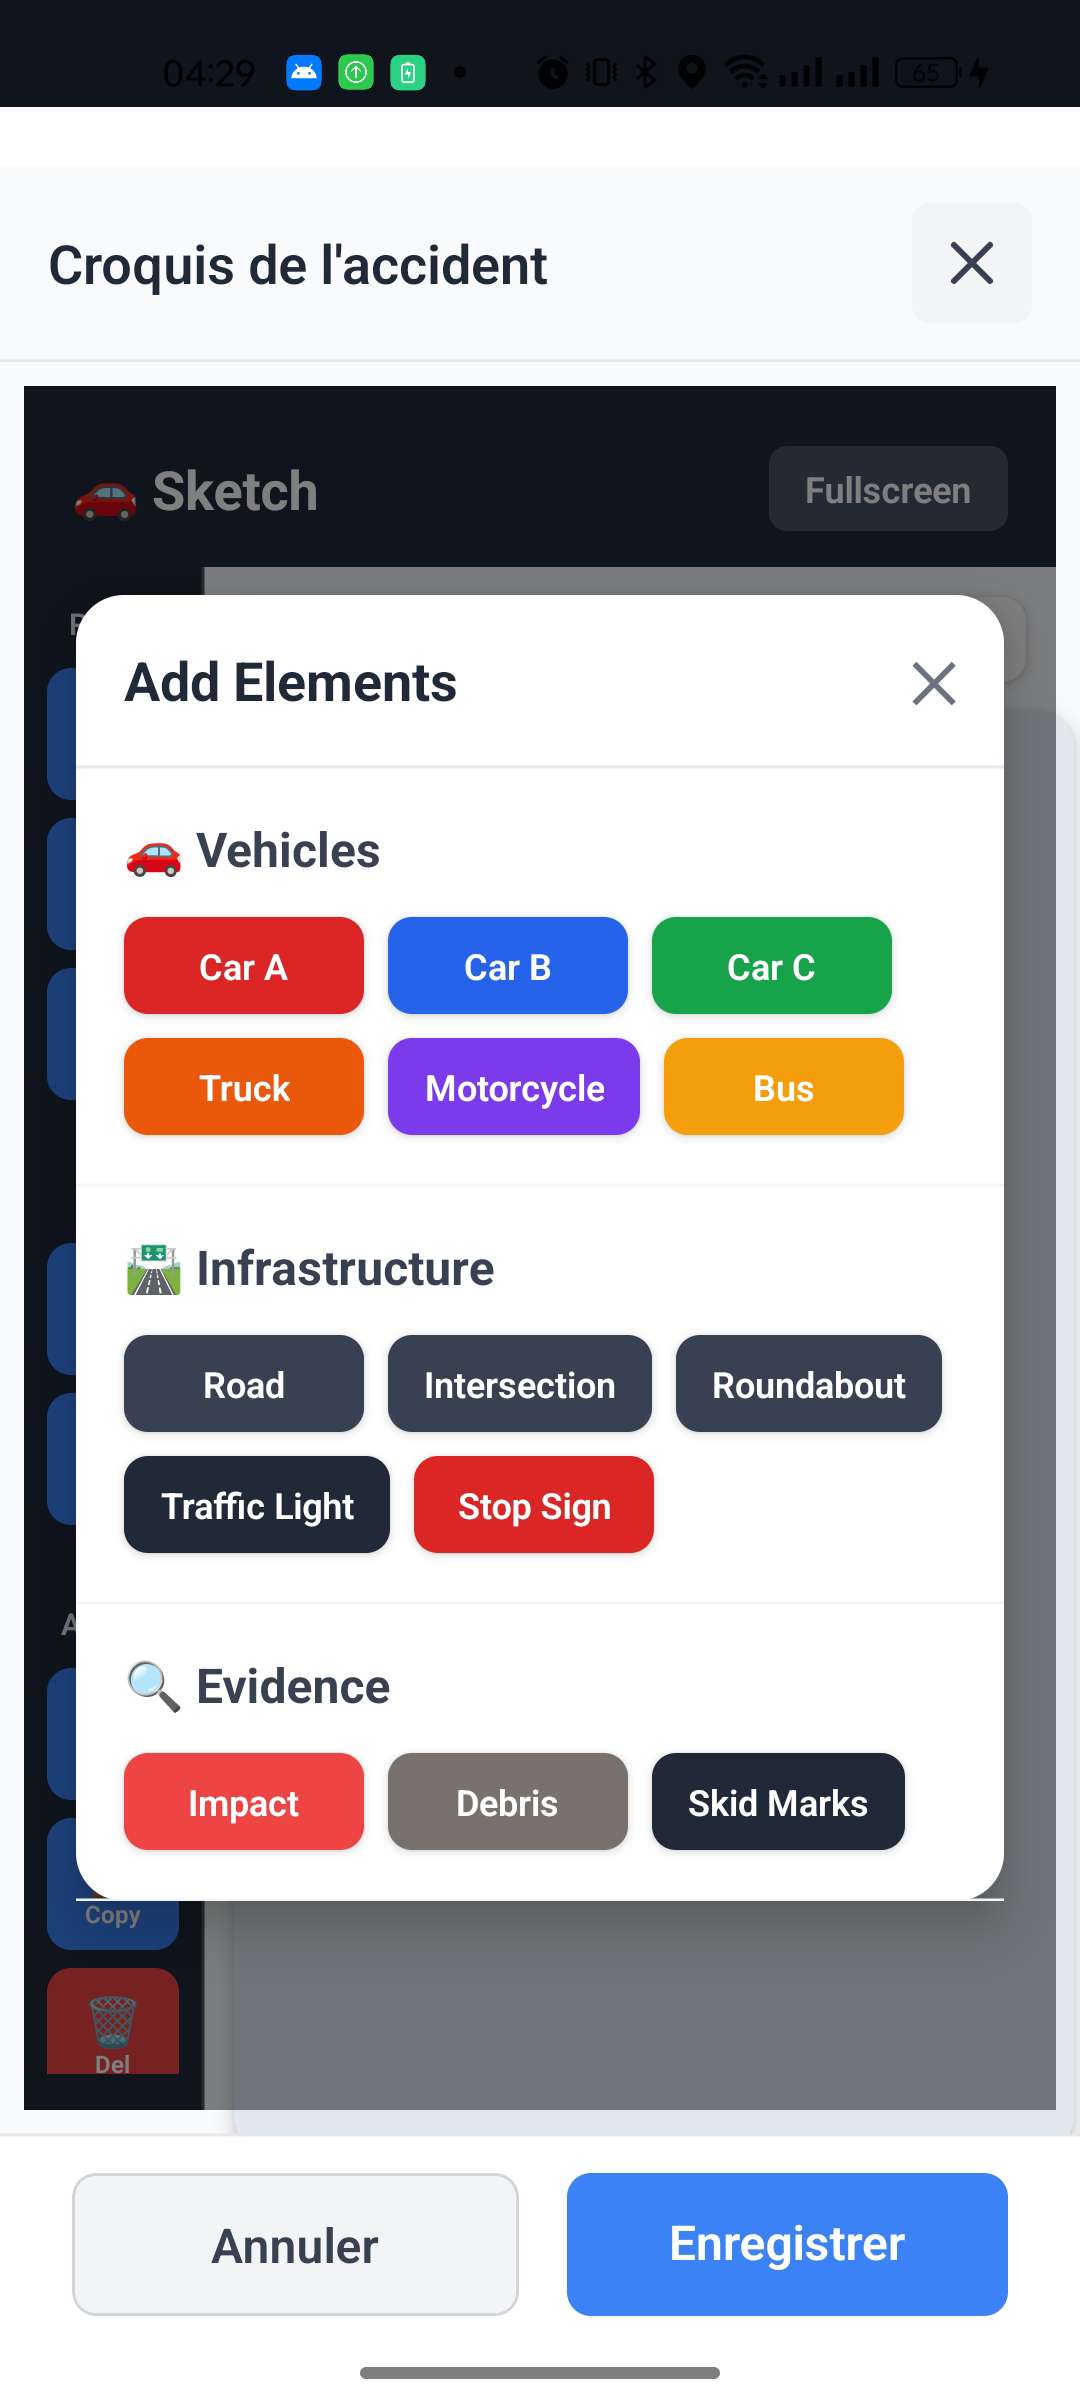 04:29
65
Croquis de l'accident
Sketch
Fullscreen
Add Elements
Vehicles
Car A
Car B
Car C
Truck
Motorcycle
Bus
Infrastructure
Road
Intersection
Roundabout
Traffic Light
Stop Sign
Evidence
Impact
Debris
Skid Marks
Copy
Del
Annuler
Enregistrer